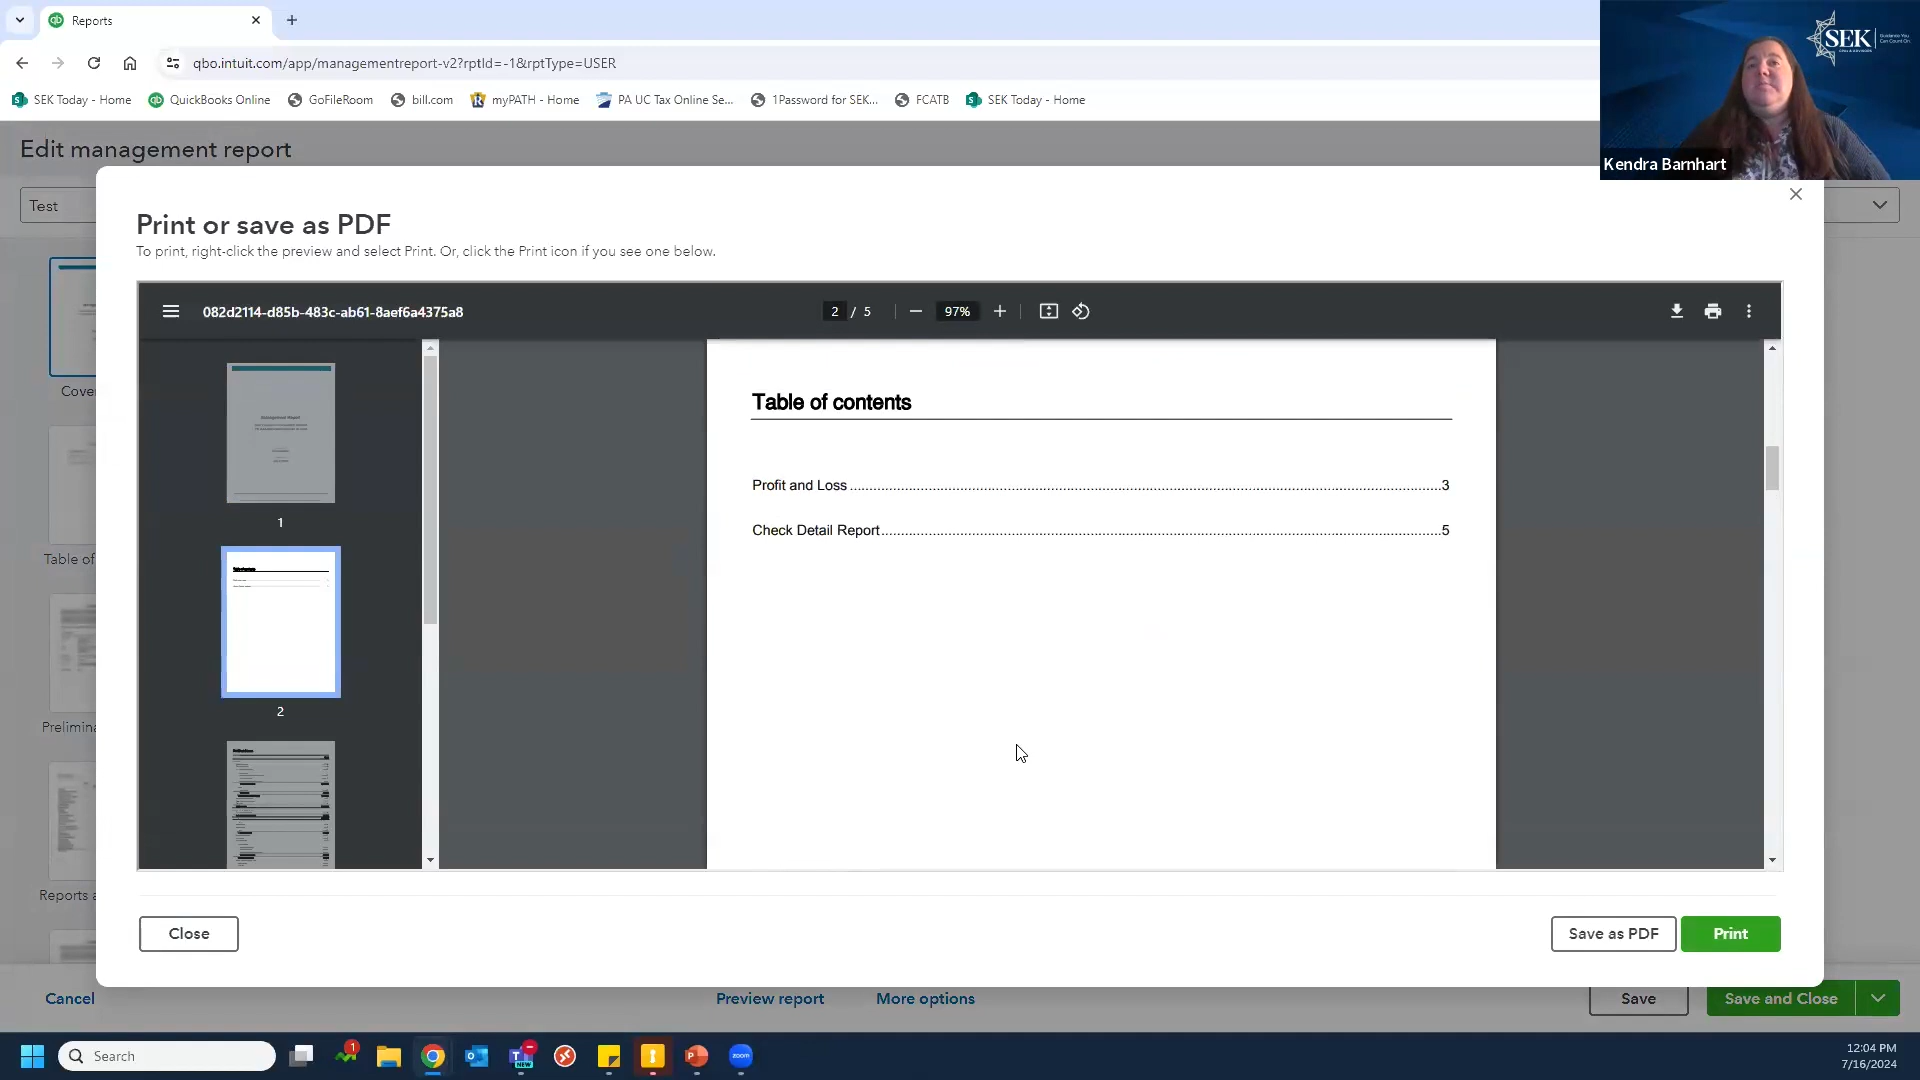 Reports
qbo.intuit.com/app/managementreport-v2?rptId=-1&rptType=USER
SEK Today - Home
QuickBooks Online
GoFileRoom
bill.com
myPATH - Home
PA UC Tax Online Se...
1Password for SEK...
FCATB
SEK Today - Home
SEK
Kendra Barnhart
Edit management report
Test
Print or save as PDF
To print, right-click the preview and select Print. Or, click the Print icon if you see one below.
082d2114-d85b-483c-ab61-8aef6a4375a8
2 / 5
97%
Table of contents
Profit and Loss 3
Check Detail Report 5
1
2
Cover
Table of
Prelimina
Reports a
Close
Save as PDF
Print
Cancel
Preview report
More options
Save
Save and Close
Search
1
NEW
zoom
12:04 PM
7/16/2024